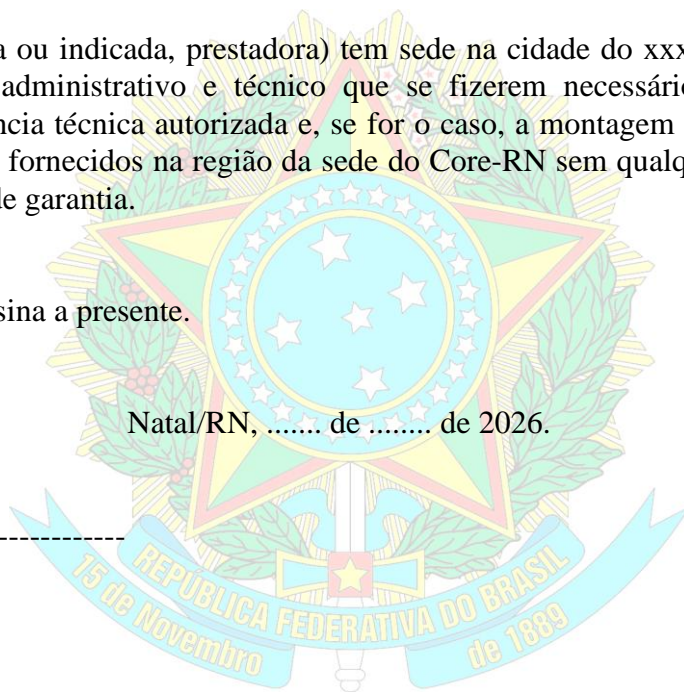 a ou indicada, prestadora) tem sede na cidade do xxx
administrativo e técnico que se fizerem necessário
ncia técnica autorizada e, se for o caso, a montagem
fornecidos na região da sede do Core-RN sem qualq
de garantia.
sina a presente.
Natal/RN, ....... de ........ de 2026.
------------
REPÚBLICA FEDERATIVA DO BRASIL
15 de Novembro de 1889